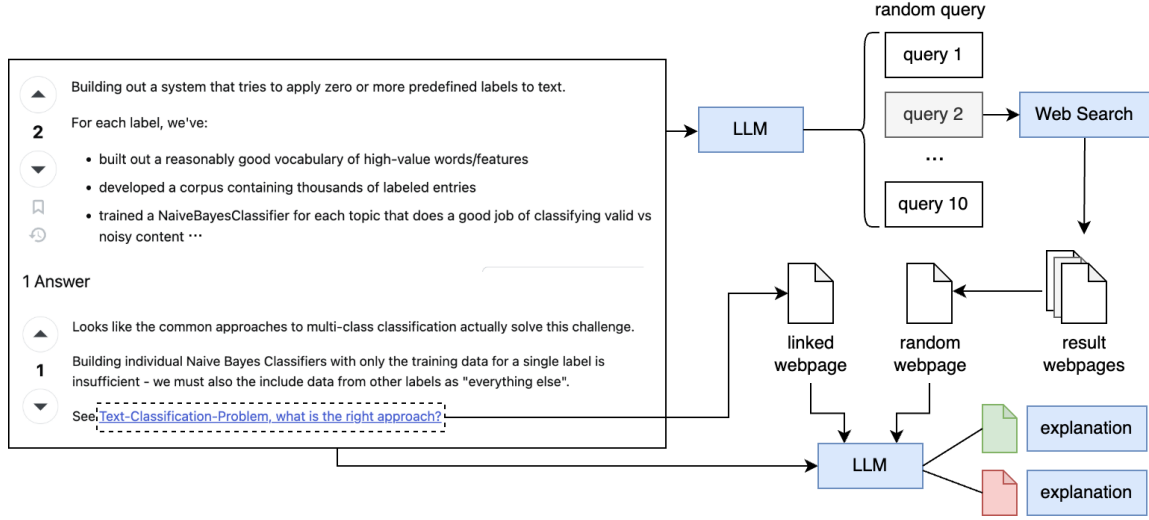 Building out a system that tries to apply zero or more predefined labels to text.
2
For each label, we've:
• built out a reasonably good vocabulary of high-value words/features
• developed a corpus containing thousands of labeled entries
• trained a NaiveBayesClassifier for each topic that does a good job of classifying valid vs
noisy content ···
1 Answer
Looks like the common approaches to multi-class classification actually solve this challenge.
1
Building individual Naive Bayes Classifiers with only the training data for a single label is
insufficient - we must also the include data from other labels as "everything else".
See Text-Classification-Problem, what is the right approach?
LLM
random query
query 1
query 2
...
query 10
Web Search
linked
webpage
random
webpage
result
webpages
LLM
explanation
explanation